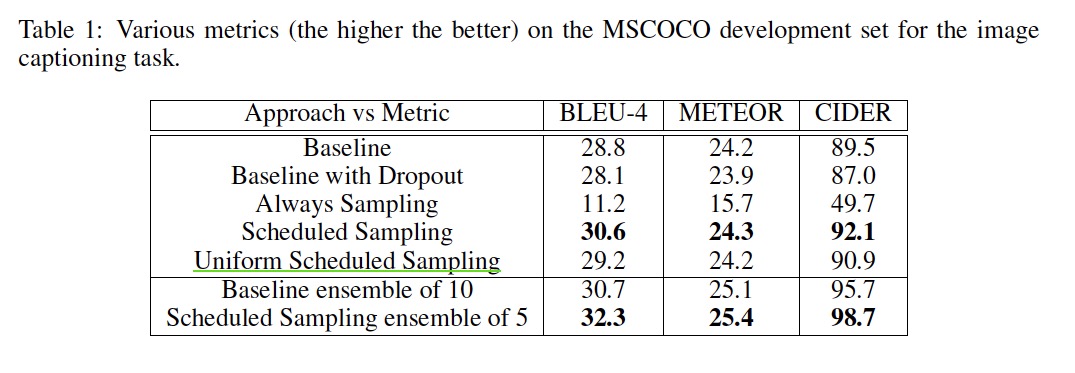 Table 1: Various metrics (the higher the better) on the MSCOCO development set for the image
captioning task.
Approach vs Metric BLEU-4 METEOR CIDER
Baseline 28.8 24.2 89.5
Baseline with Dropout 28.1 23.9 87.0
Always Sampling 11.2 15.7 49.7
Scheduled Sampling 30.6 24.3 92.1
Uniform Scheduled Sampling 29.2 24.2 90.9
Baseline ensemble of 10 30.7 25.1 95.7
Scheduled Sampling ensemble of 5 32.3 25.4 98.7